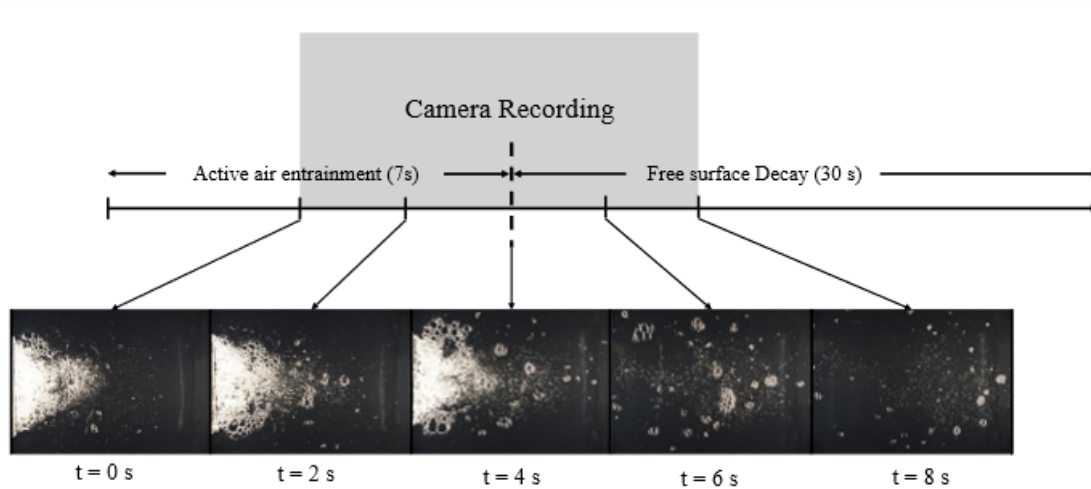 Camera Recording
Active air entrainment (7s)
Free surface Decay (30 s)
t = 0 s
t = 2 s
t = 4 s
t = 6 s
t = 8 s